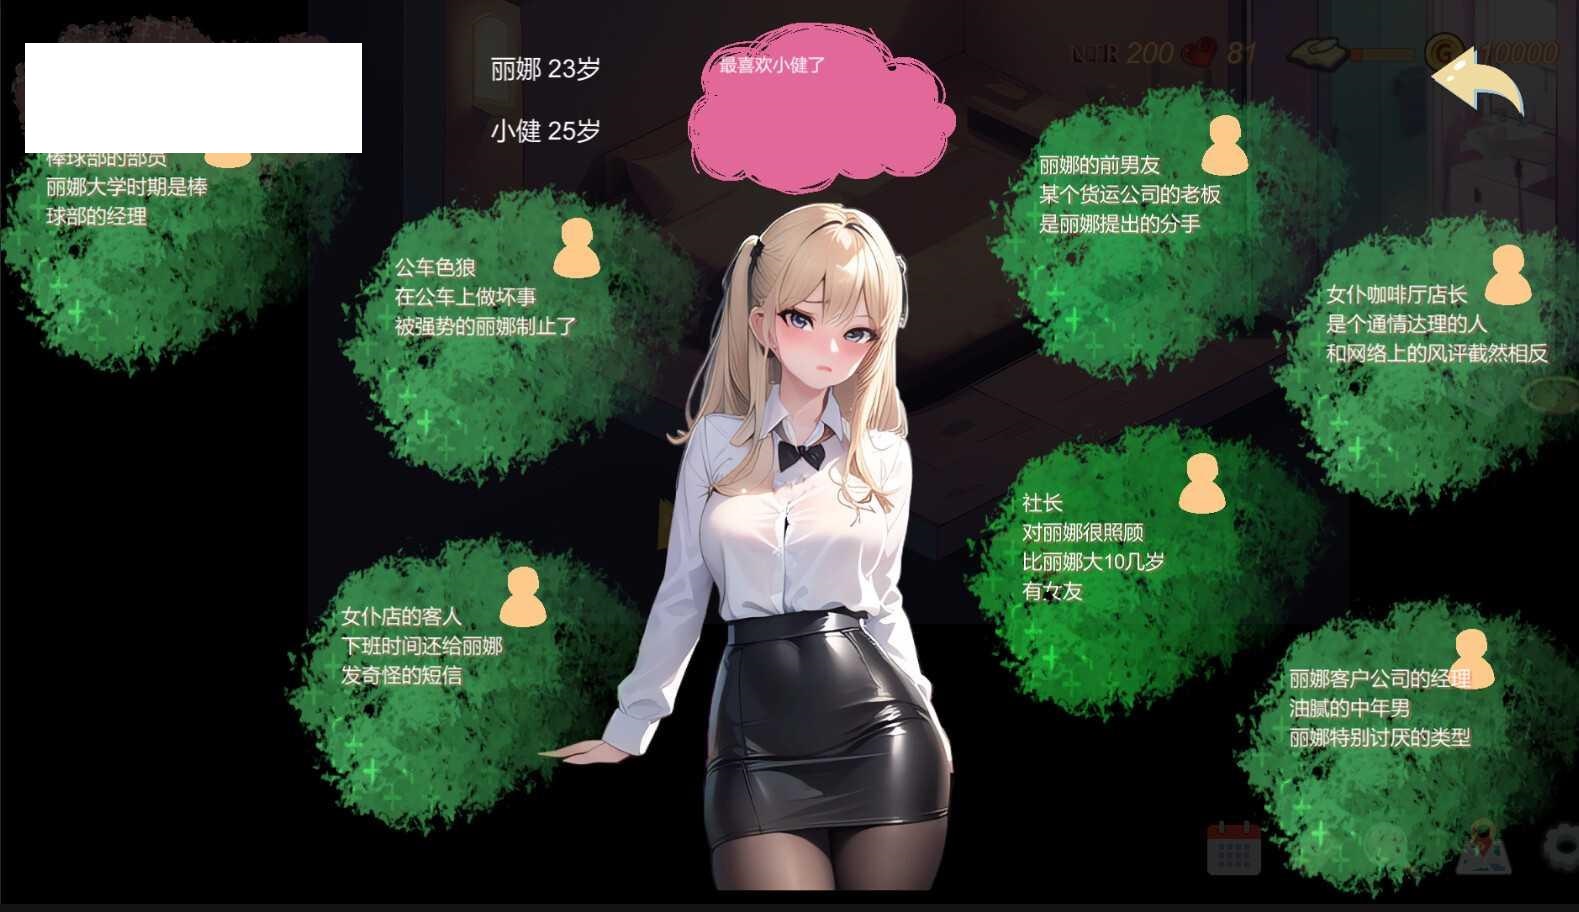 丽娜 23岁
小健 25岁
最喜欢小健了
200
81
10000
棒球部的部员
丽娜大学时期是棒
球部的经理
公车色狼
在公车上做坏事
被强势的丽娜制止了
丽娜的前男友
某个货运公司的老板
是丽娜提出的分手
女仆咖啡厅店长
是个通情达理的人
和网络上的风评截然相反
社长
对丽娜很照顾
比丽娜大10几岁
有女友
女仆店的客人
下班时间还给丽娜
发奇怪的短信
丽娜客户公司的经理
油腻的中年男
丽娜特别讨厌的类型